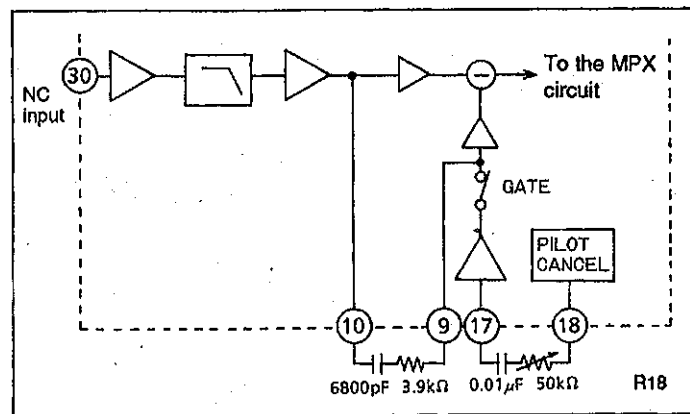 30
NC
input
To the MPX
circuit
−
GATE
PILOT
CANCEL
10
9
17
18
6800pF 3.9kΩ 0.01μF 50kΩ
R18